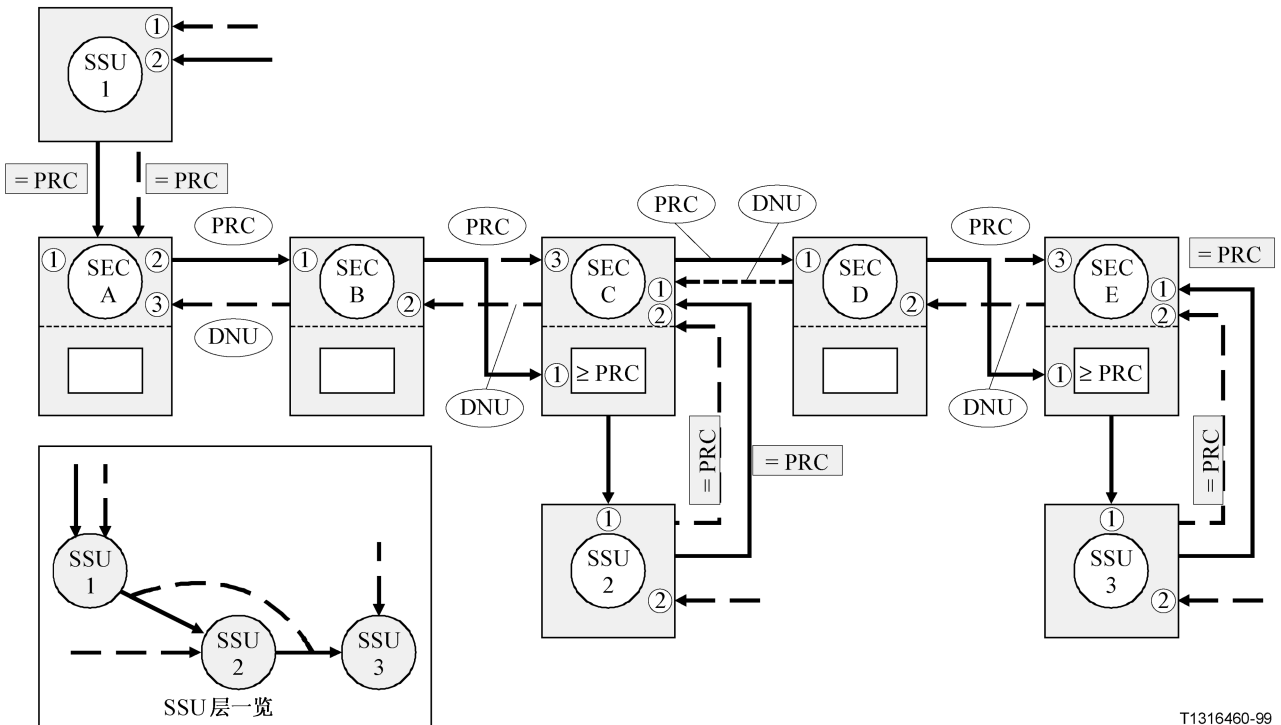 ①
SSU
1
②
= PRC
= PRC
PRC
PRC
PRC
DNU
PRC
①
SEC
A
②
③
DNU
①
SEC
B
②
③
SEC
C
①
②
①
≥ PRC
DNU
①
SEC
D
②
③
SEC
E
①
②
①
≥ PRC
DNU
= PRC
= PRC
= PRC
= PRC
①
SSU
2
②
①
SSU
3
②
SSU
1
SSU
2
SSU
3
SSU层一览
T1316460-99